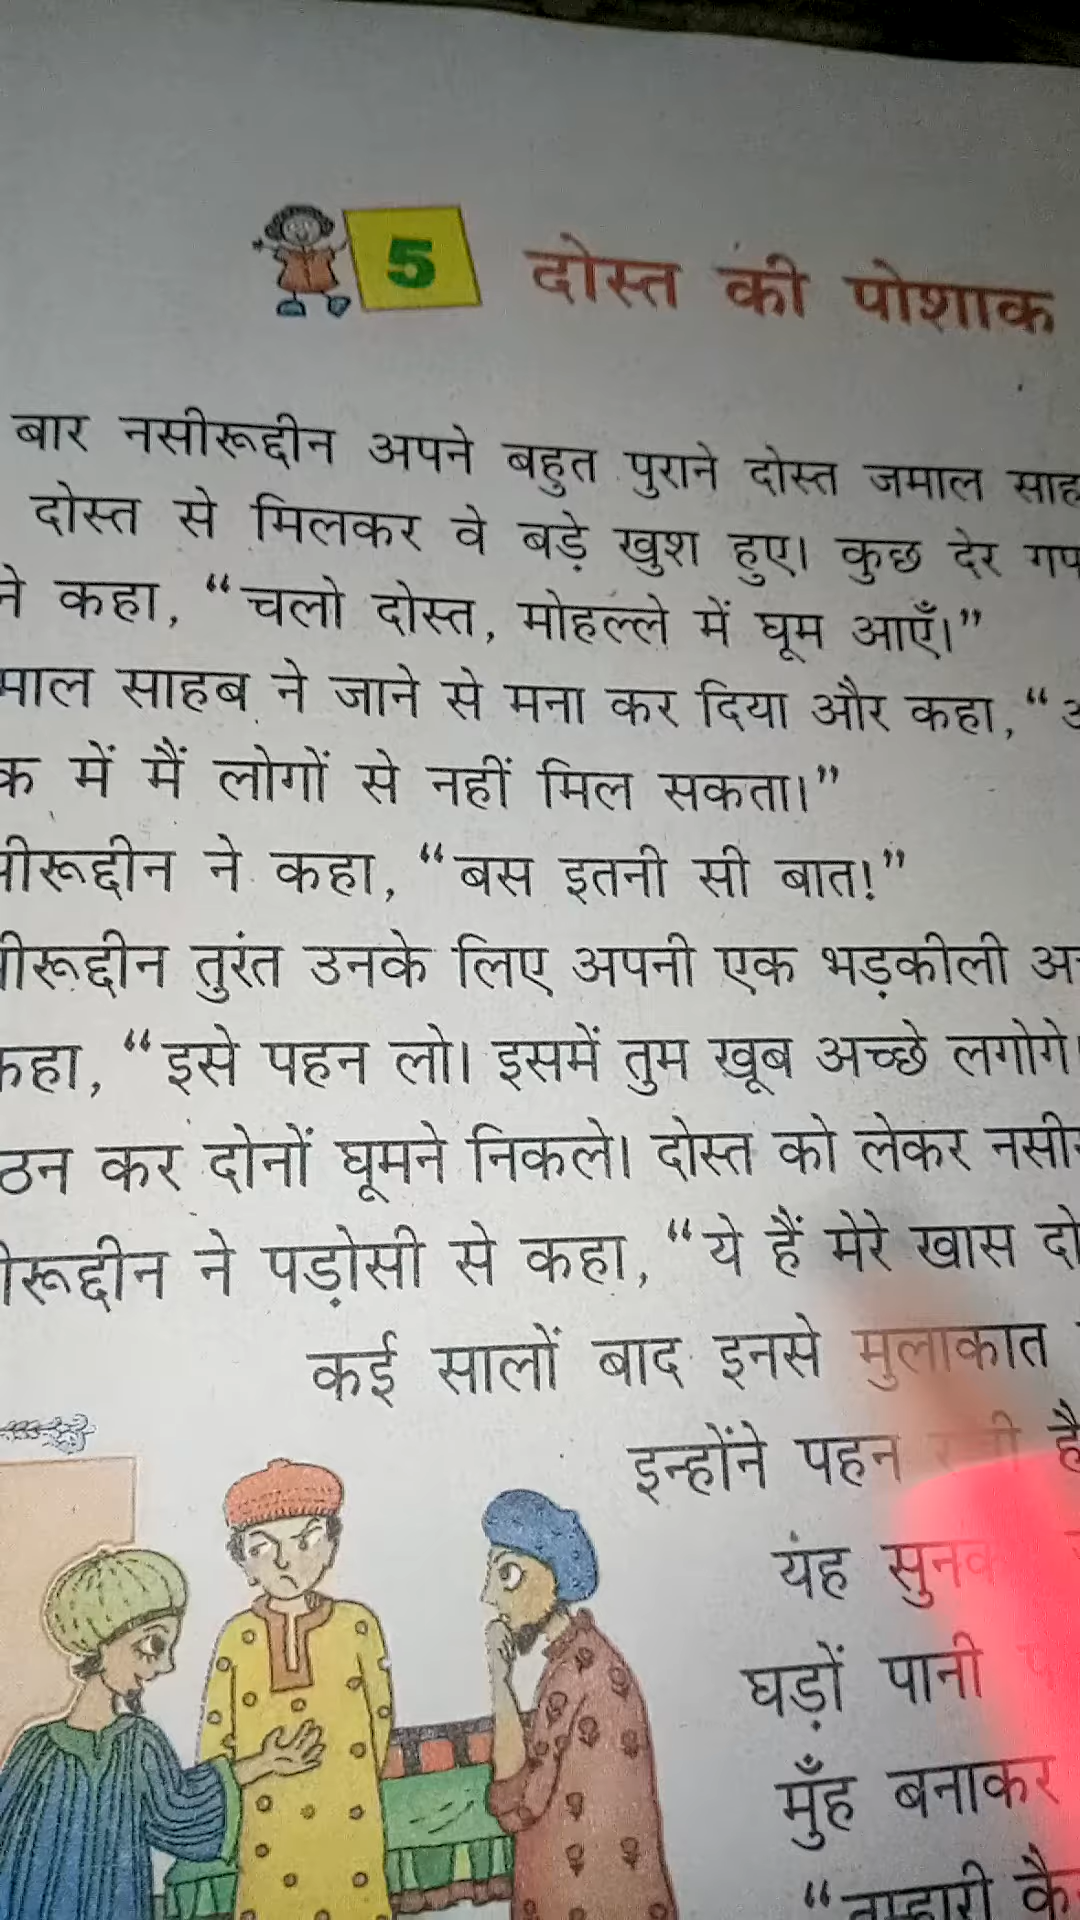 5 दोस्त की पोशाक
बार नसीरूद्दीन अपने बहुत पुराने दोस्त जमाल
दोस्त से मिलकर वे बड़े खुश हुए। कुछ देर
ने कहा, “चलो दोस्त, मोहल्ले में घूम आएँ।”
माल साहब ने जाने से मना कर दिया और कहा, “
क में मैं लोगों से नहीं मिल सकता।”
ीरूद्दीन ने कहा, “बस इतनी सी बात!”
ीरूद्दीन तुरंत उनके लिए अपनी एक भड़कीली
कहा, “इसे पहन लो। इसमें तुम खूब अच्छे लगोगे।
ठन कर दोनों घूमने निकले। दोस्त को लेकर नसी
ीरूद्दीन ने पड़ोसी से कहा, “ये हैं मेरे खास दो
कई सालों बाद इनसे मुलाकात
इन्होंने पहन है
यह
घड़ों पानी
मुँह बनाकर